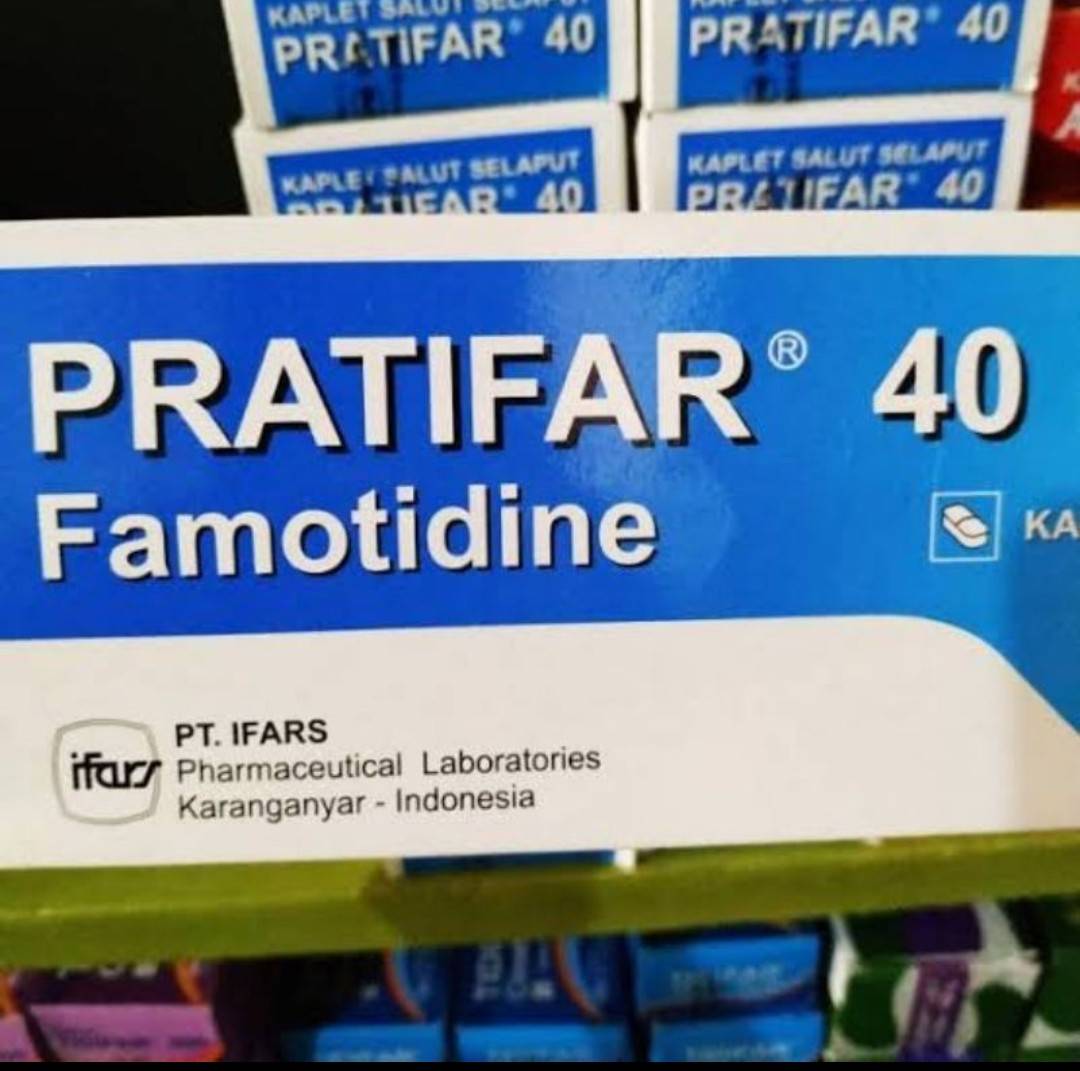 KAPLET SALUT SELAPUT
PRATIFAR® 40
PRATIFAR® 40
KAPLET SALUT SELAPUT
PRATIFAR® 40
KAPLET SALUT SELAPUT
PRATIFAR® 40
PRATIFAR® 40
Famotidine
KA
ifars
PT. IFARS
Pharmaceutical Laboratories
Karanganyar - Indonesia